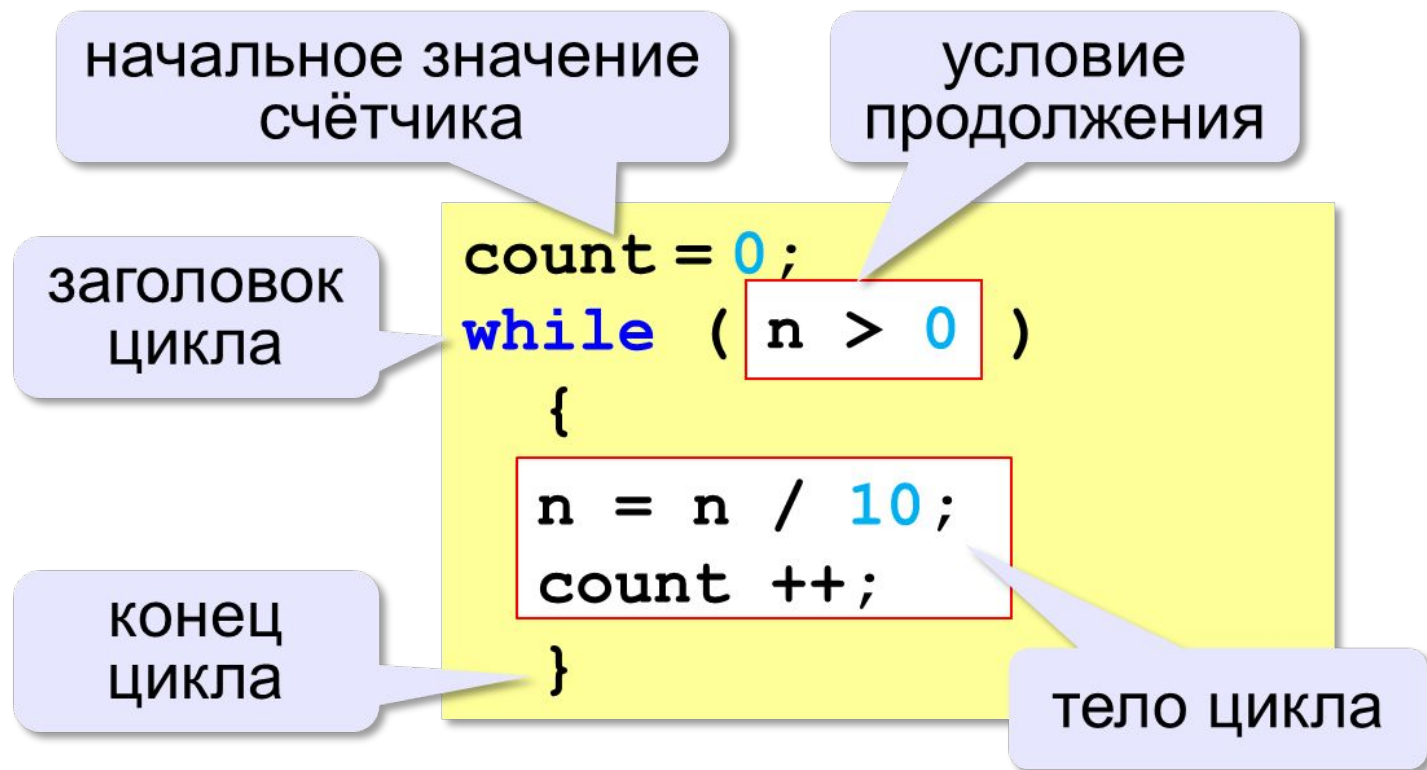 начальное значение
счётчика
условие
продолжения
заголовок
цикла
count = 0;
while ( n > 0 )
{
n = n / 10;
count ++;
}
конец
цикла
тело цикла